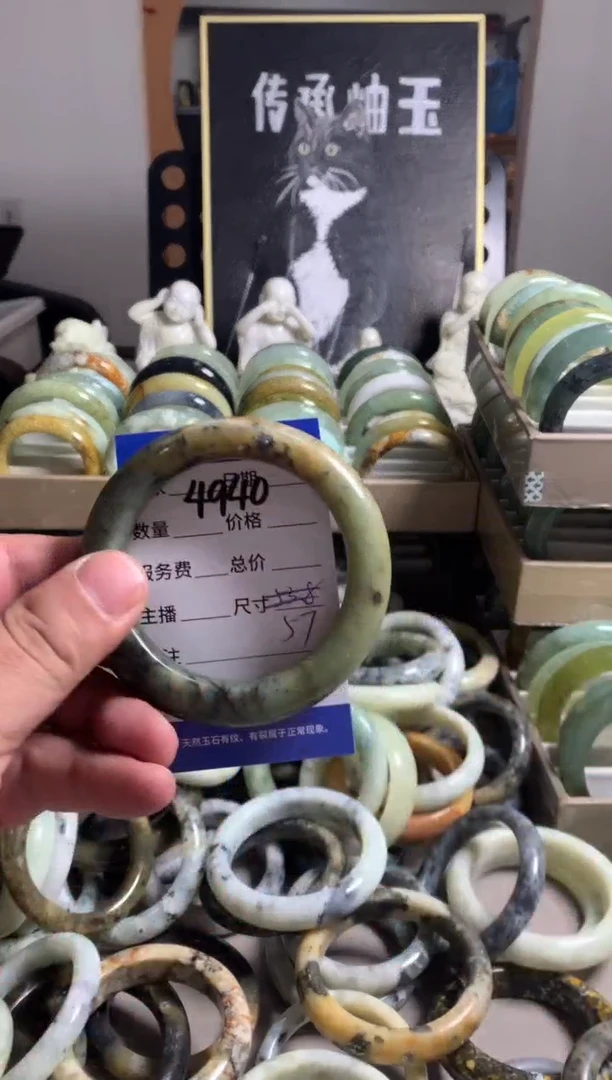 传承岫玉
日期
4940
数量 价格
服务费 总价
主播 尺寸
57
注
天然玉石有纹、有裂属于正常现象。